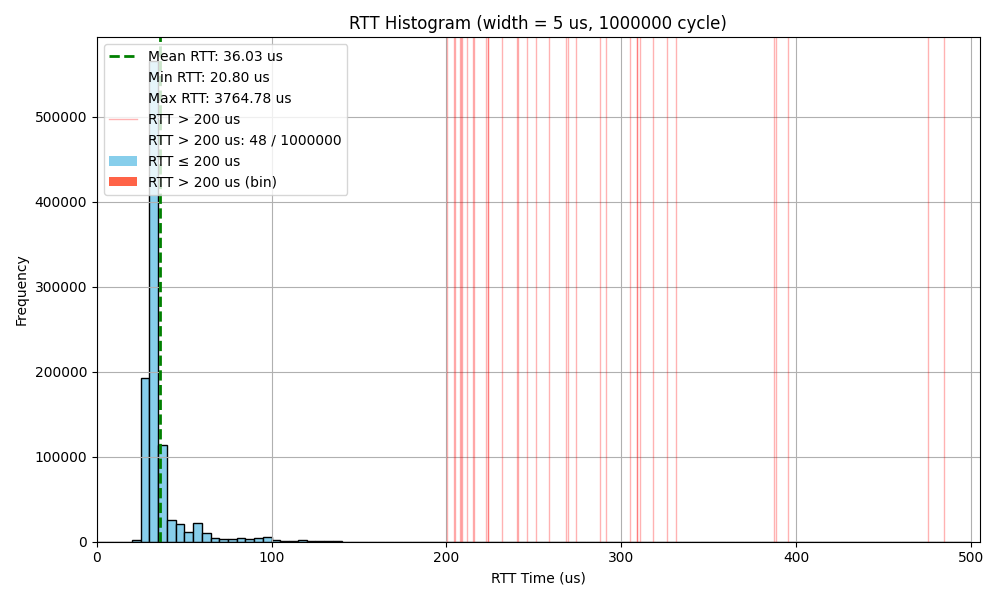 RTT Histogram (width = 5 us, 1000000 cycle)
Mean RTT: 36.03 us
Min RTT: 20.80 us
Max RTT: 3764.78 us
RTT > 200 us
RTT > 200 us: 48 / 1000000
RTT ≤ 200 us
RTT > 200 us (bin)
500000
400000
300000
200000
100000
0
Frequency
0 100 200 300 400 500
RTT Time (us)